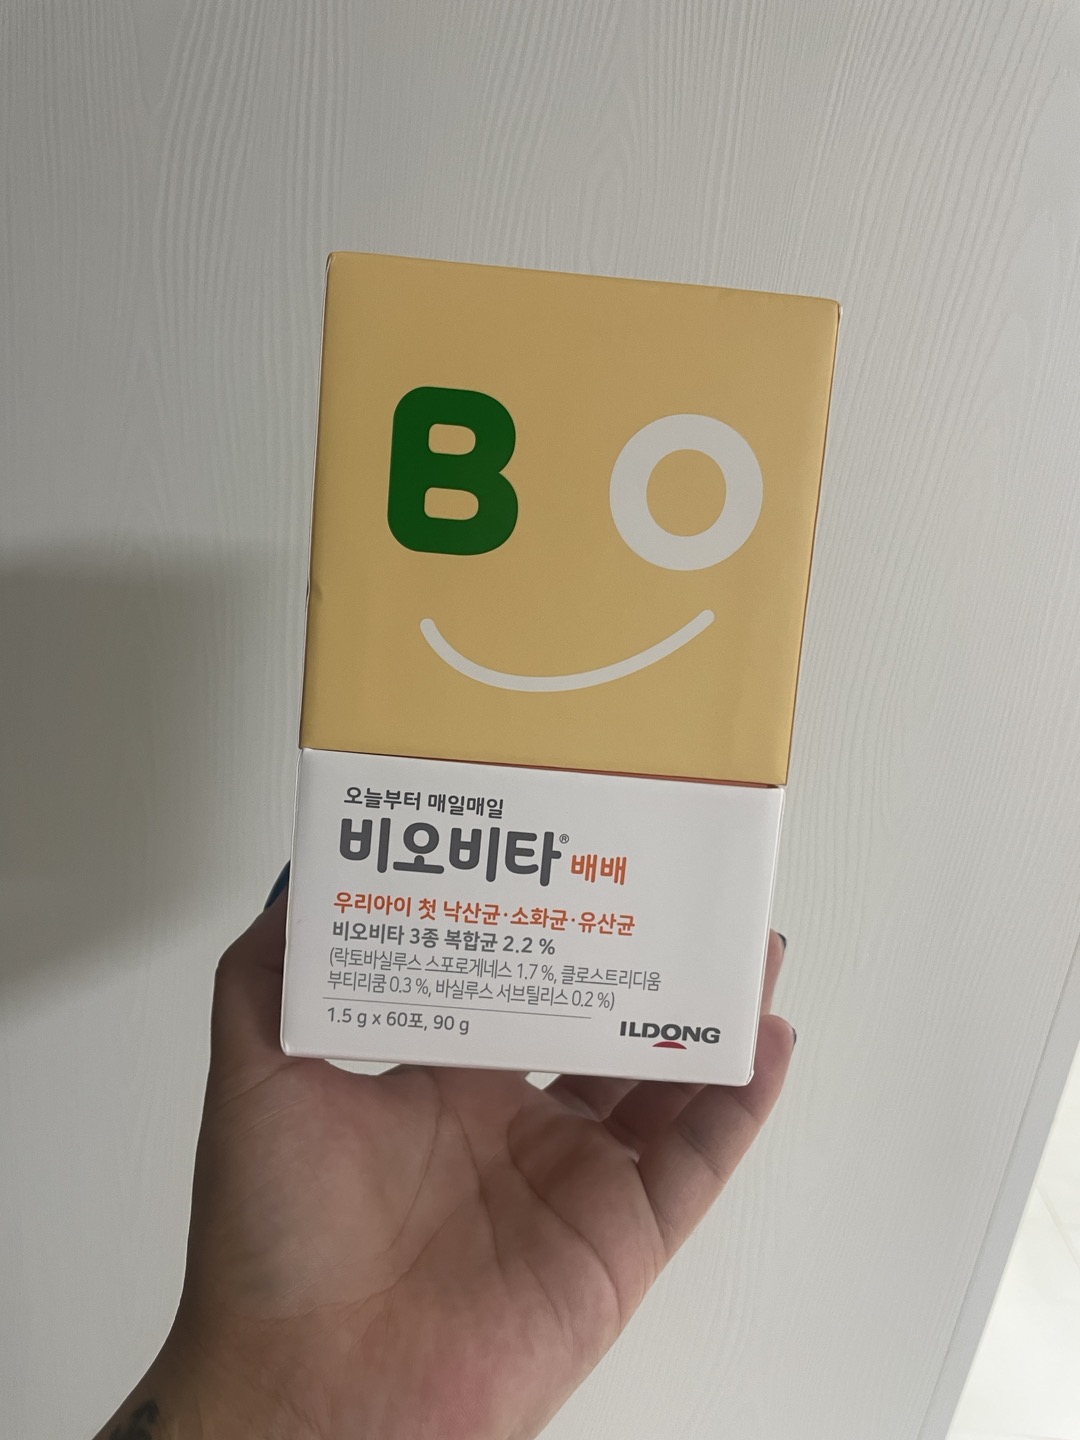 B O
오늘부터 매일매일
비오비타® 배배
우리아이 첫 낙산균·소화균·유산균
비오비타 3종 복합균 2.2 %
(락토바실루스 스포로게네스 1.7 %, 클로스트리디움
부티리쿰 0.3 %, 바실루스 서브틸리스 0.2 %)
1.5 g x 60포, 90 g
ILDONG